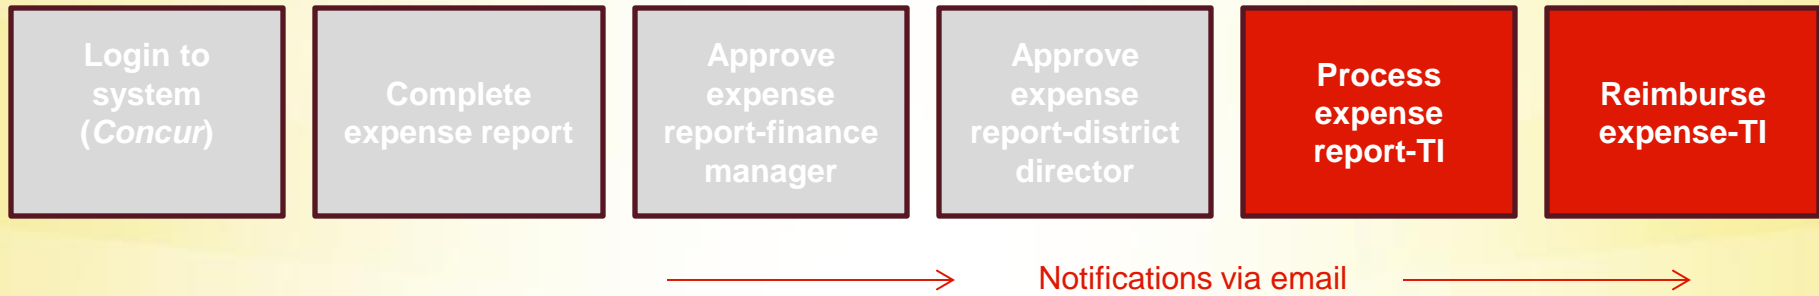 Login to
system
(Concur)
Complete
expense report
Approve
expense
report-finance
manager
Approve
expense
report-district
director
Process
expense
report-TI
Reimburse
expense-TI
Notifications via email